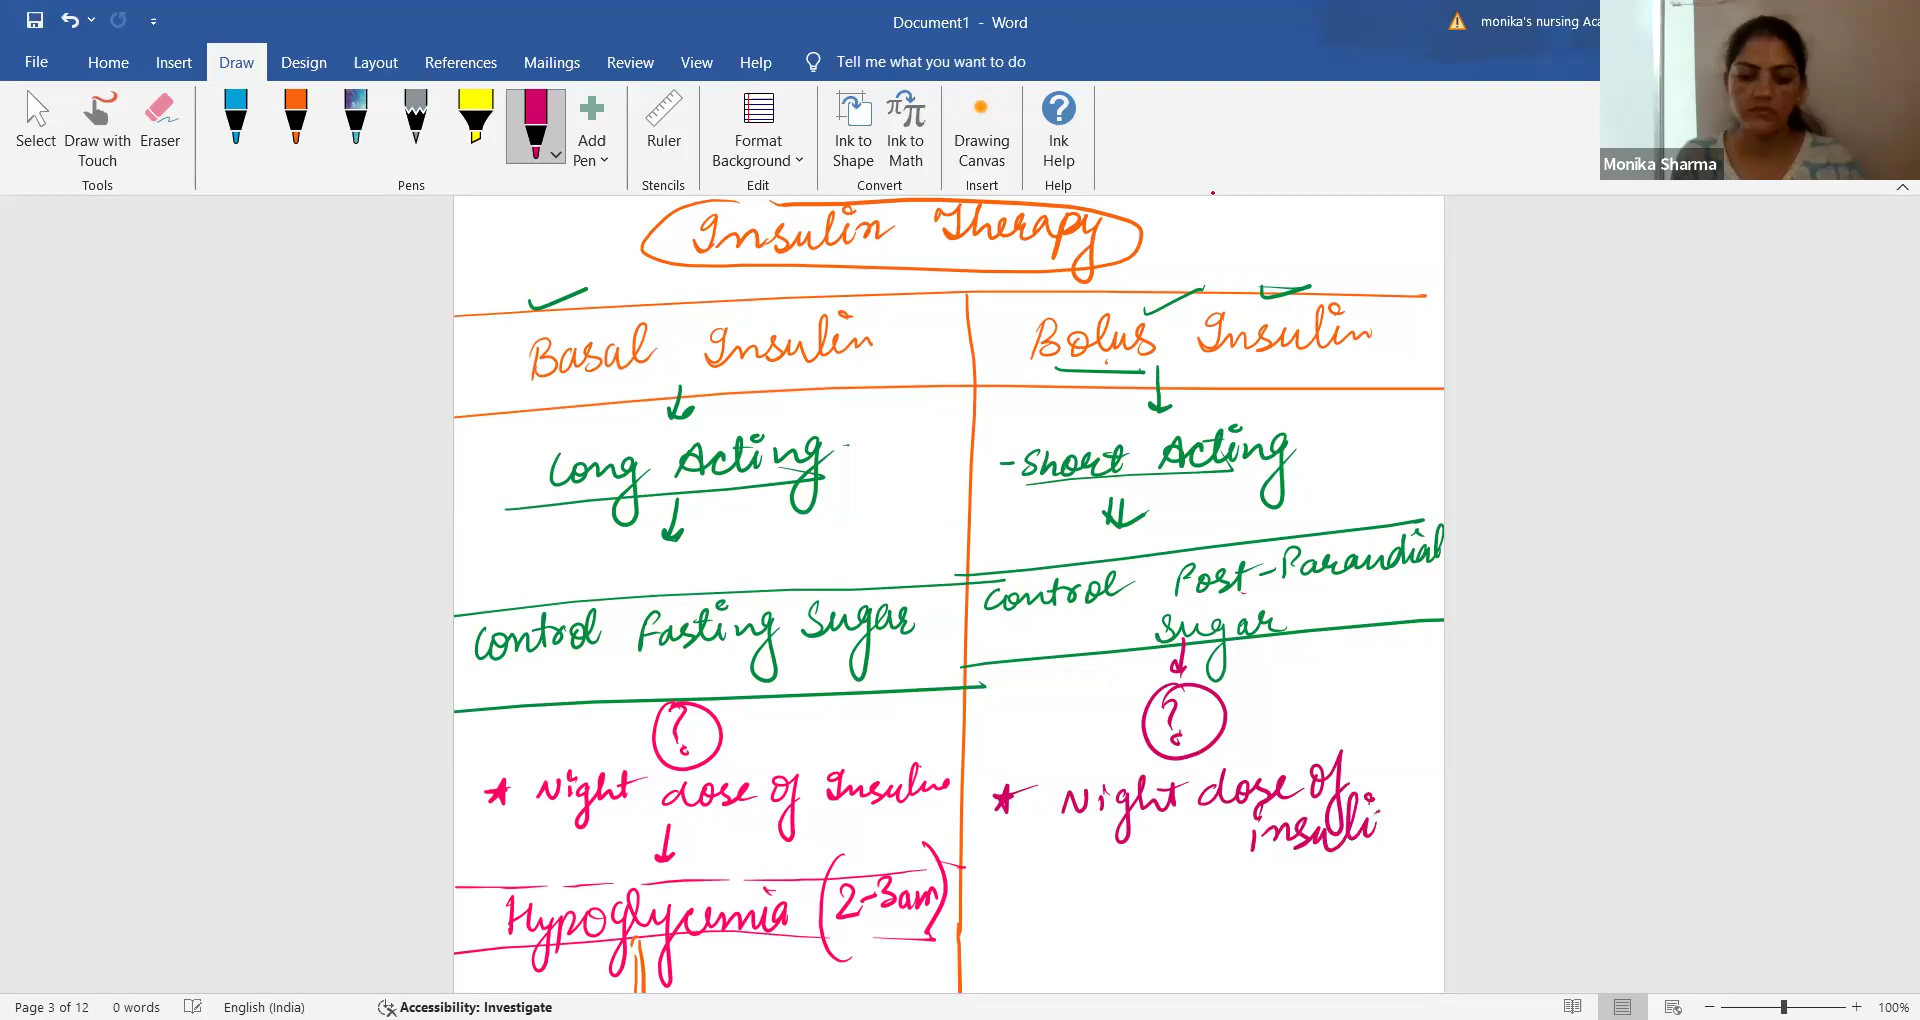 Document1 - Word
monika's nursing Aca
File Home Insert Draw Design Layout References Mailings Review View Help Tell me what you want to do
Select
Draw with Touch
Eraser
Add Pen
Ruler
Format Background
Ink to Shape
Ink to Math
Drawing Canvas
Ink Help
Tools Pens Stencils Edit Convert Insert Help
Monika Sharma
Insulin Therapy
Basal Insulin
Bolus Insulin
Long Acting
- Short Acting
Control Fasting Sugar
Control Post-Parandial
Sugar
?
?
* Night dose of Insulin
* Night dose of
insuli
Hypoglycemia (2-3am)
Page 3 of 12 0 words English (India) Accessibility: Investigate 100%